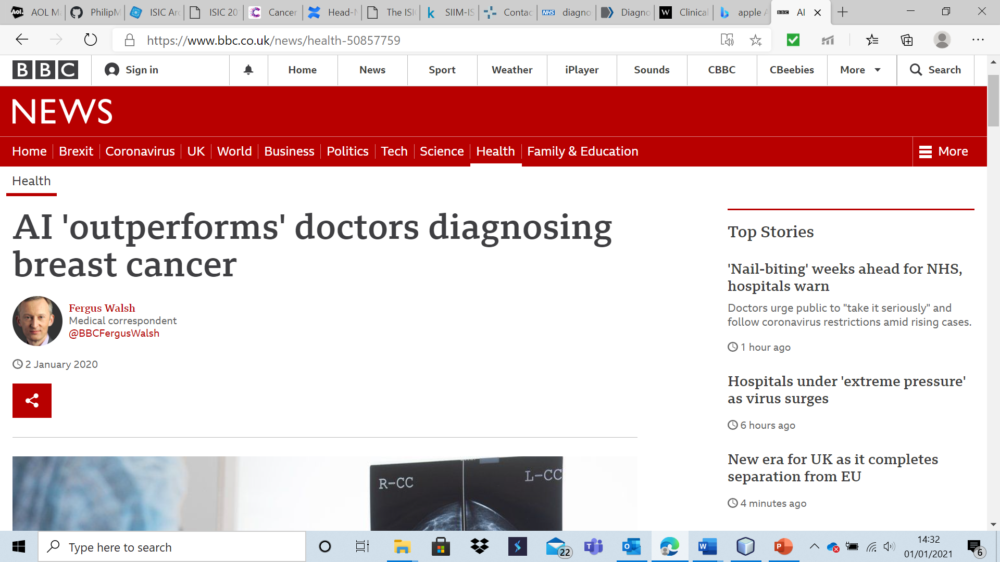 Aol.
AOL Ma
PhilipM
ISIC Arc
ISIC 20
Cancer
Head-N
The ISI
k
SIIM-IS
Contac
NHS
diagno
Diagno
W
Clinical
apple A
BBC
AI
https://www.bbc.co.uk/news/health-50857759
BBC
Sign in
Home
News
Sport
Weather
iPlayer
Sounds
CBBC
CBeebies
More
Search
NEWS
Home
Brexit
Coronavirus
UK
World
Business
Politics
Tech
Science
Health
Family & Education
More
Health
AI 'outperforms' doctors diagnosing
breast cancer
Fergus Walsh
Medical correspondent
@BBCFergusWalsh
2 January 2020
R-CC
L-CC
Top Stories
'Nail-biting' weeks ahead for NHS,
hospitals warn
Doctors urge public to "take it seriously" and
follow coronavirus restrictions amid rising cases.
1 hour ago
Hospitals under 'extreme pressure'
as virus surges
6 hours ago
New era for UK as it completes
separation from EU
4 minutes ago
Type here to search
22
14:32
01/01/2021
6